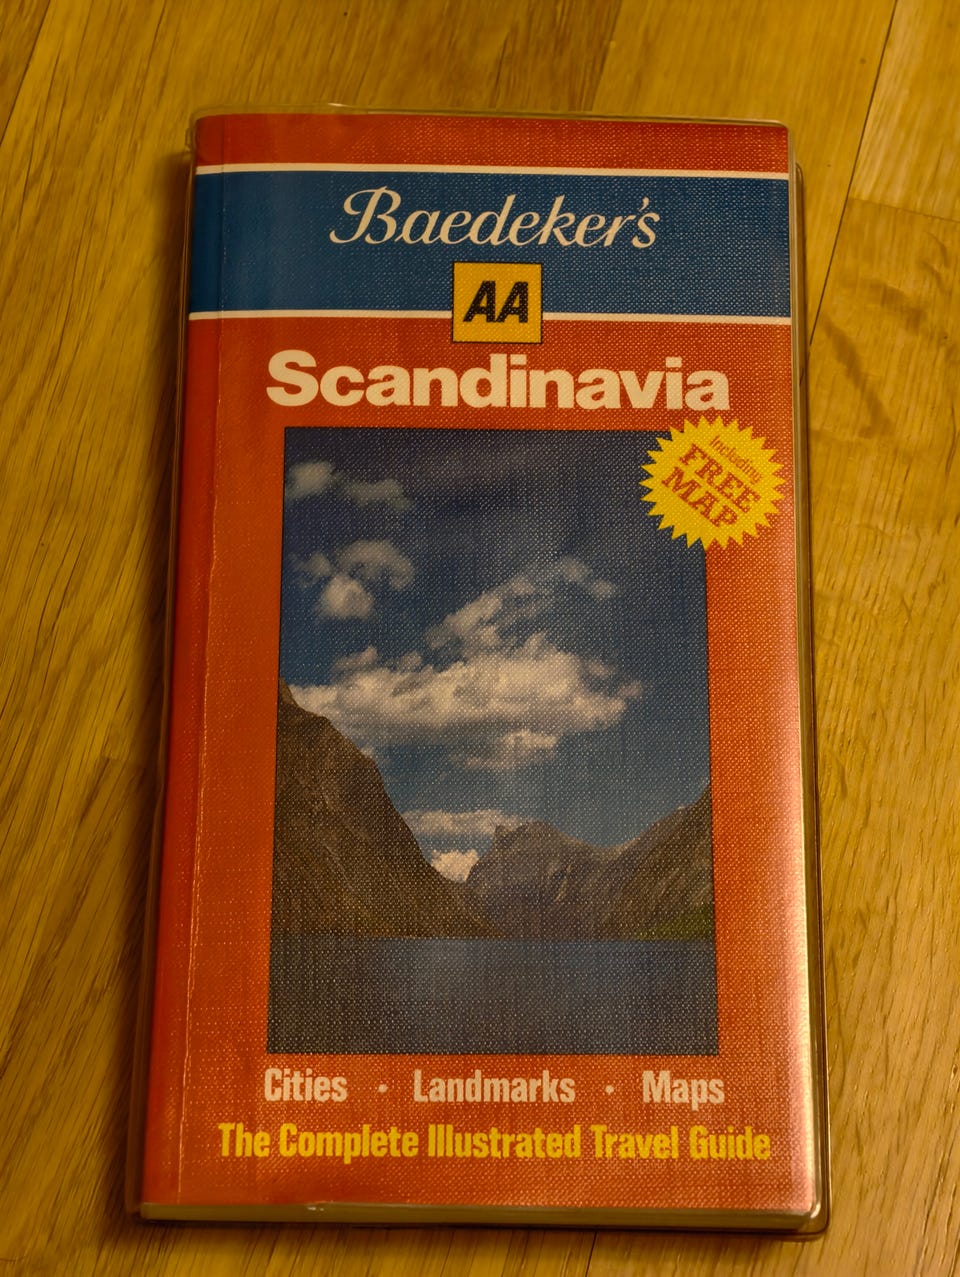 Baedeker's
AA
Scandinavia
Including
FREE
MAP
Cities · Landmarks · Maps
The Complete Illustrated Travel Guide